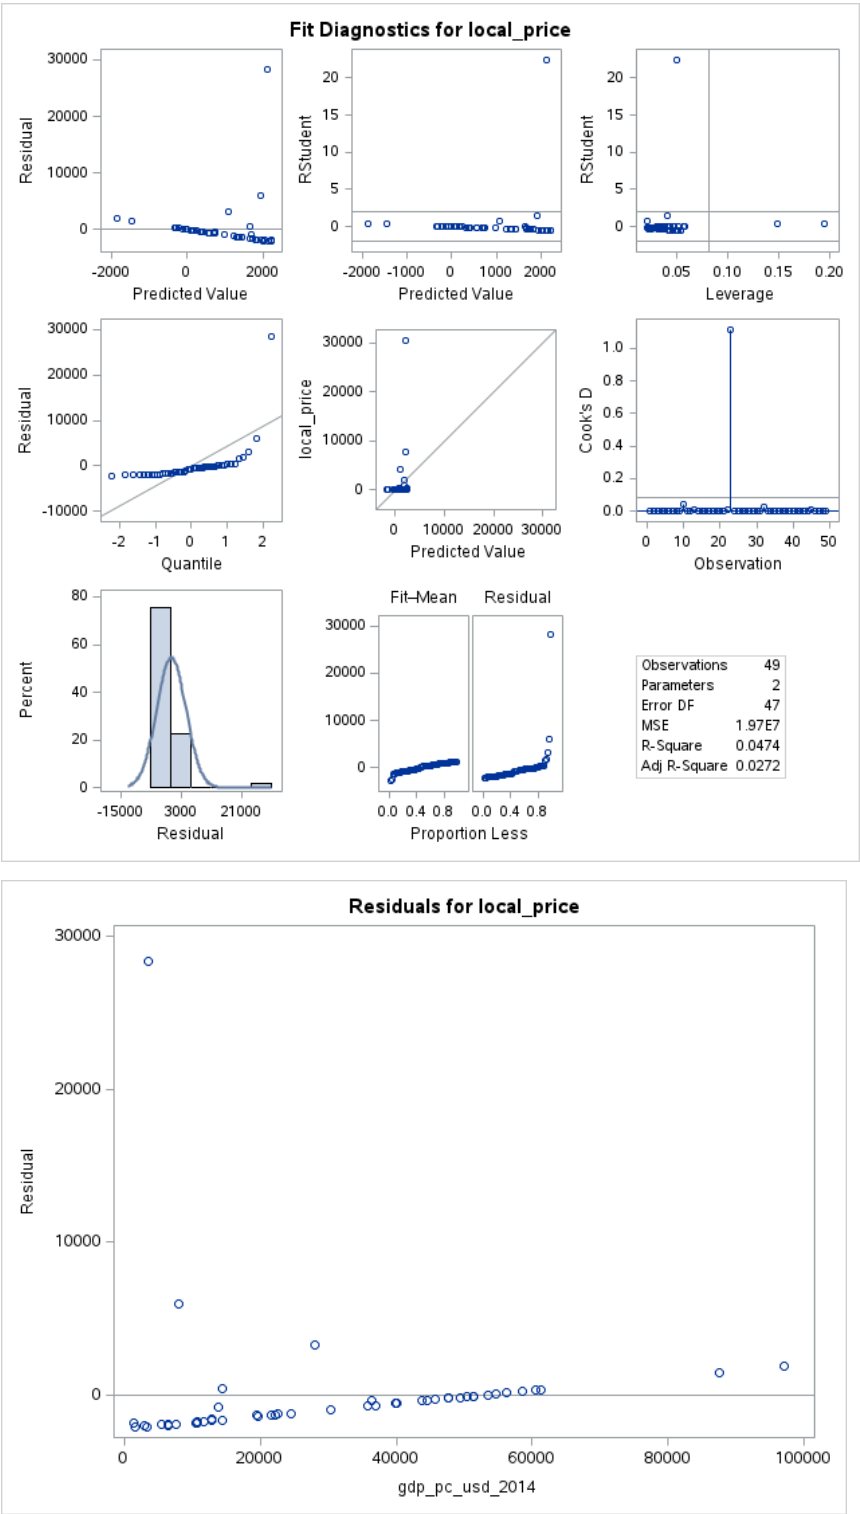 Fit Diagnostics for local_price
30000
20000
10000
0
Residual
-2000 0 2000
Predicted Value
20
15
10
5
0
RStudent
-2000 -1000 0 1000 2000
Predicted Value
20
15
10
5
0
RStudent
0.05 0.10 0.15 0.20
Leverage
30000
20000
10000
0
-10000
Residual
-2 -1 0 1 2
Quantile
30000
20000
10000
0
local_price
0 10000 20000 30000
Predicted Value
1.0
0.8
0.6
0.4
0.2
0.0
Cook's D
0 10 20 30 40 50
Observation
80
60
40
20
0
Percent
-15000 3000 21000
Residual
Fit–Mean Residual
30000
20000
10000
0
0.0 0.4 0.8 0.0 0.4 0.8
Proportion Less
Observations 49
Parameters 2
Error DF 47
MSE 1.97E7
R-Square 0.0474
Adj R-Square 0.0272
Residuals for local_price
30000
20000
10000
0
Residual
0 20000 40000 60000 80000 100000
gdp_pc_usd_2014